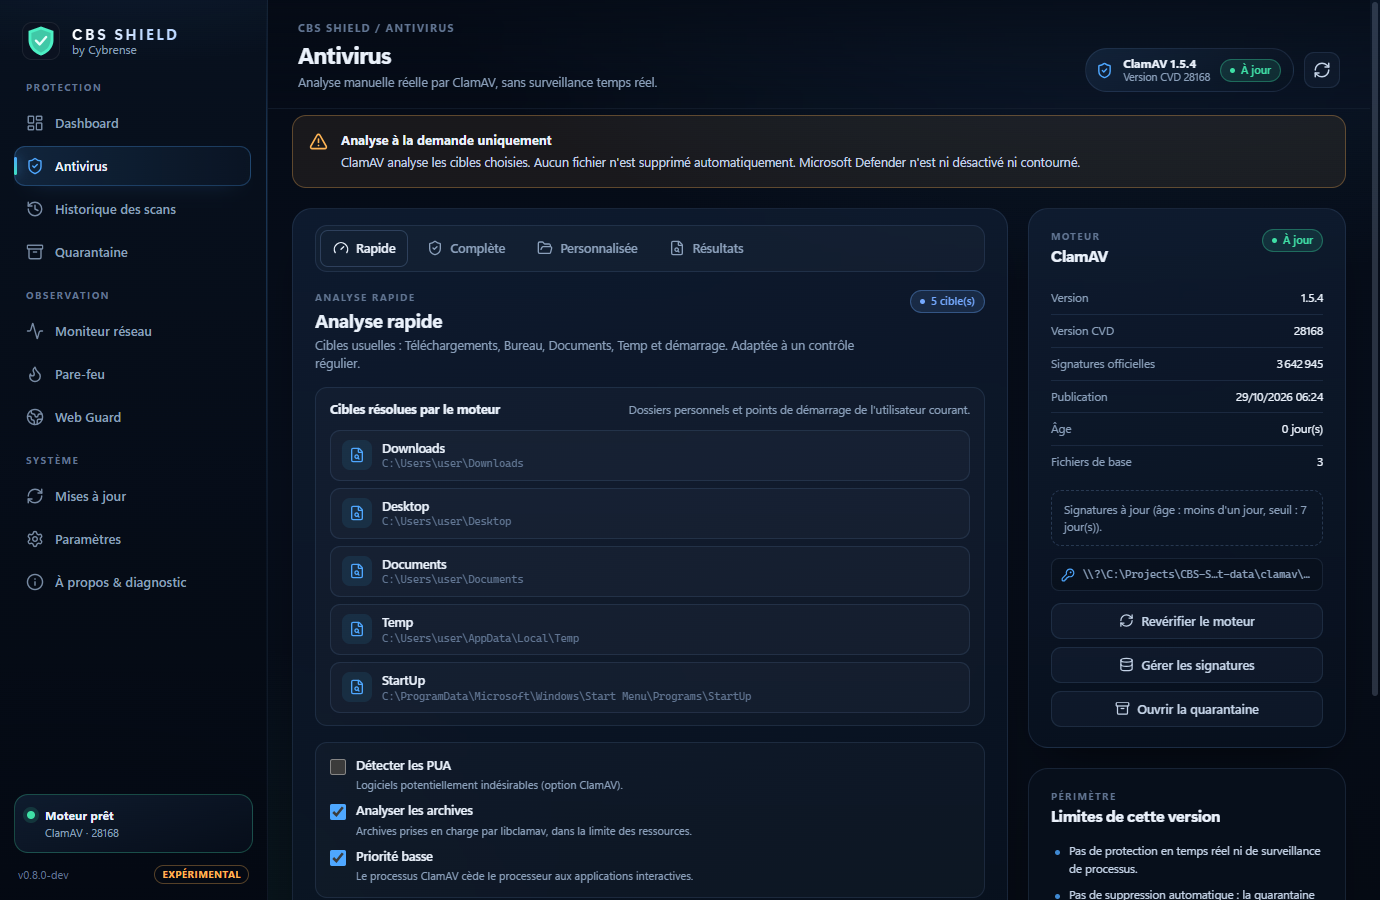 CBS SHIELD
by Cybrense
PROTECTION
Dashboard
Antivirus
Historique des scans
Quarantaine
OBSERVATION
Moniteur réseau
Pare-feu
Web Guard
SYSTÈME
Mises à jour
Paramètres
À propos & diagnostic
Moteur prêt
ClamAV · 28168
v0.8.0-dev
EXPÉRIMENTAL
CBS SHIELD / ANTIVIRUS
Antivirus
Analyse manuelle réelle par ClamAV, sans surveillance temps réel.
ClamAV 1.5.4
Version CVD 28168
À jour
Analyse à la demande uniquement
ClamAV analyse les cibles choisies. Aucun fichier n'est supprimé automatiquement. Microsoft Defender n'est ni désactivé ni contourné.
Rapide
Complète
Personnalisée
Résultats
ANALYSE RAPIDE
5 cible(s)
Analyse rapide
Cibles usuelles : Téléchargements, Bureau, Documents, Temp et démarrage. Adaptée à un contrôle
régulier.
Cibles résolues par le moteur
Dossiers personnels et points de démarrage de l'utilisateur courant.
Downloads
C:\Users\user\Downloads
Desktop
C:\Users\user\Desktop
Documents
C:\Users\user\Documents
Temp
C:\Users\user\AppData\Local\Temp
StartUp
C:\ProgramData\Microsoft\Windows\Start Menu\Programs\StartUp
Détecter les PUA
Logiciels potentiellement indésirables (option ClamAV).
Analyser les archives
Archives prises en charge par libclamav, dans la limite des ressources.
Priorité basse
Le processus ClamAV cède le processeur aux applications interactives.
MOTEUR
ClamAV
À jour
Version 1.5.4
Version CVD 28168
Signatures officielles 3 642 945
Publication 29/10/2026 06:24
Âge 0 jour(s)
Fichiers de base 3
Signatures à jour (âge : moins d'un jour, seuil : 7
jour(s)).
\\?\C:\Projects\CBS-S…t-data\clamav\…
Revérifier le moteur
Gérer les signatures
Ouvrir la quarantaine
PÉRIMÈTRE
Limites de cette version
Pas de protection en temps réel ni de surveillance
de processus.
Pas de suppression automatique : la quarantaine